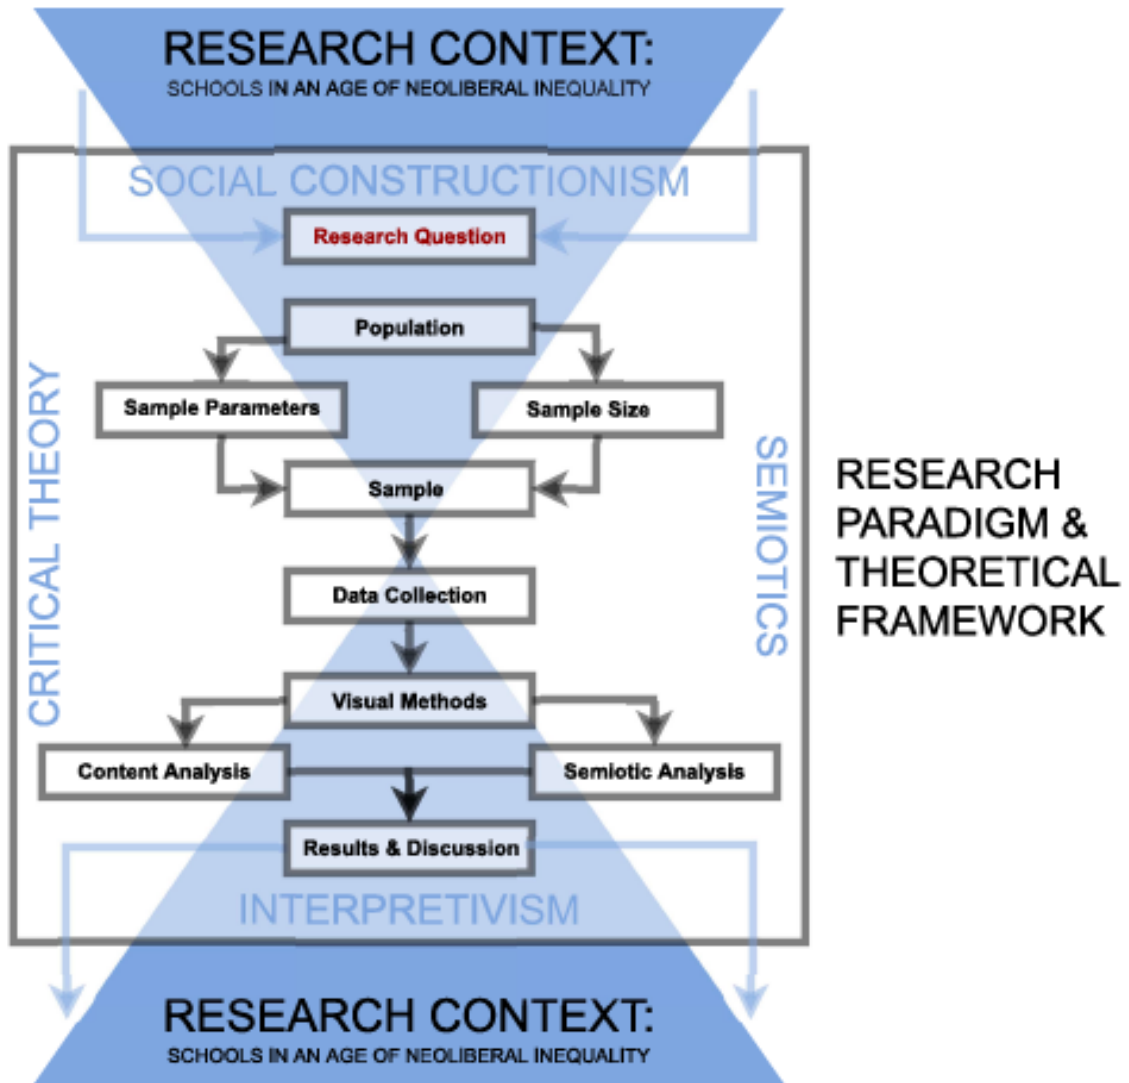 RESEARCH CONTEXT:
SCHOOLS IN AN AGE OF NEOLIBERAL INEQUALITY
SOCIAL CONSTRUCTIONISM
Research Question
Population
Sample Parameters
Sample Size
Sample
CRITICAL THEORY
SEMIOTICS
RESEARCH
PARADIGM &
THEORETICAL
FRAMEWORK
Data Collection
Visual Methods
Content Analysis
Semiotic Analysis
Results & Discussion
INTERPRETIVISM
RESEARCH CONTEXT:
SCHOOLS IN AN AGE OF NEOLIBERAL INEQUALITY